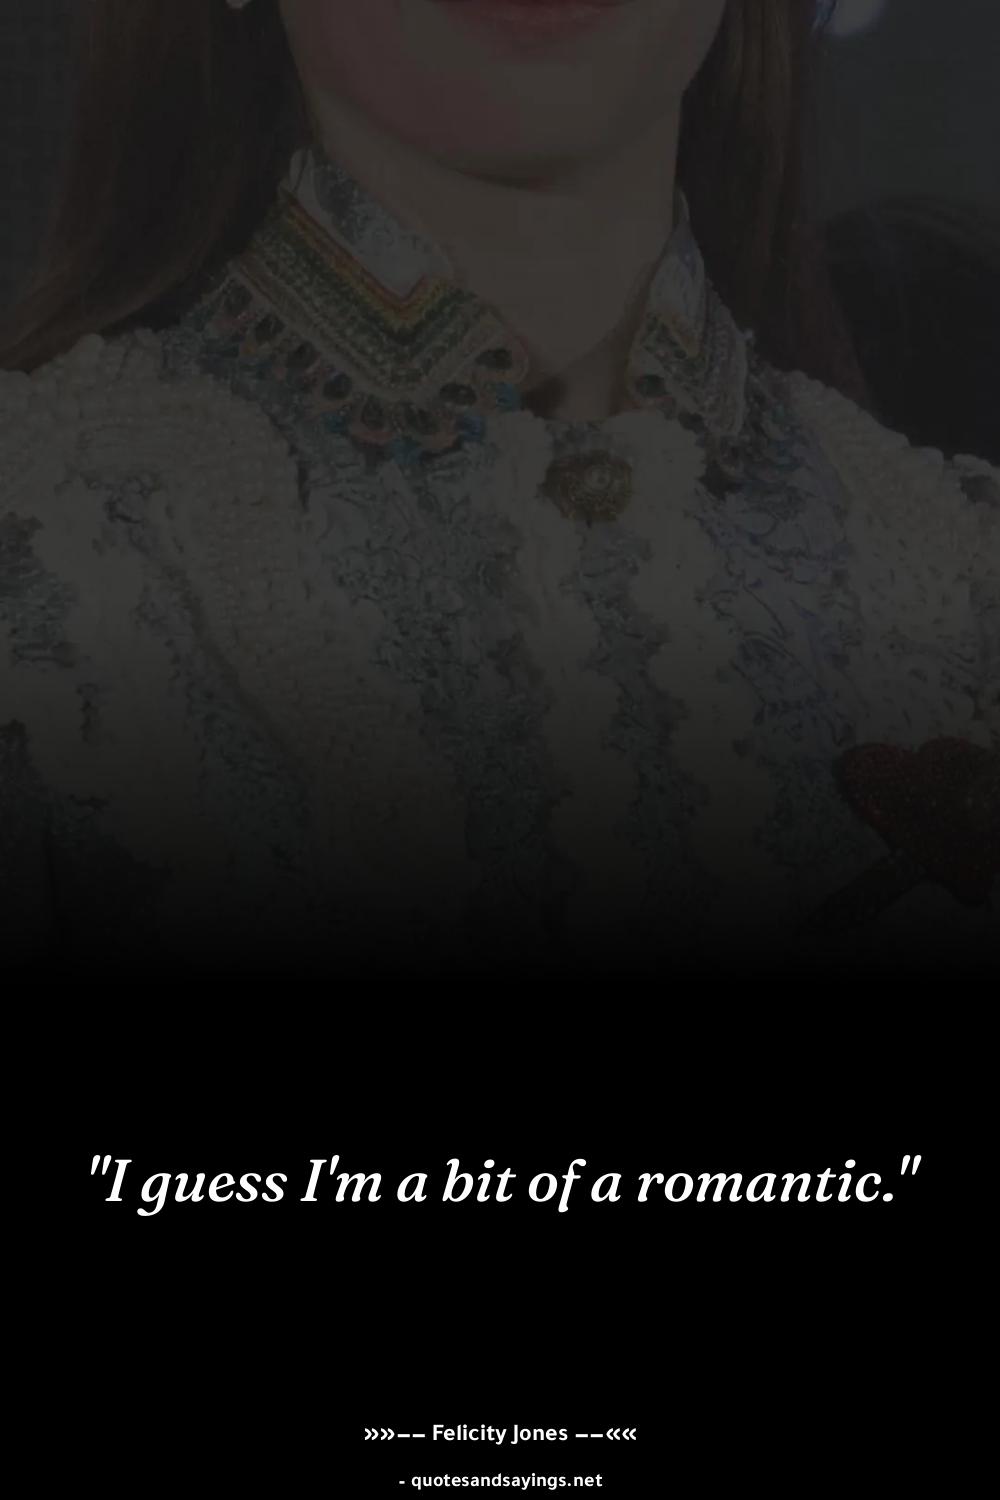 "I guess I'm a bit of a romantic."
»»−− Felicity Jones −−««
- quotesandsayings.net